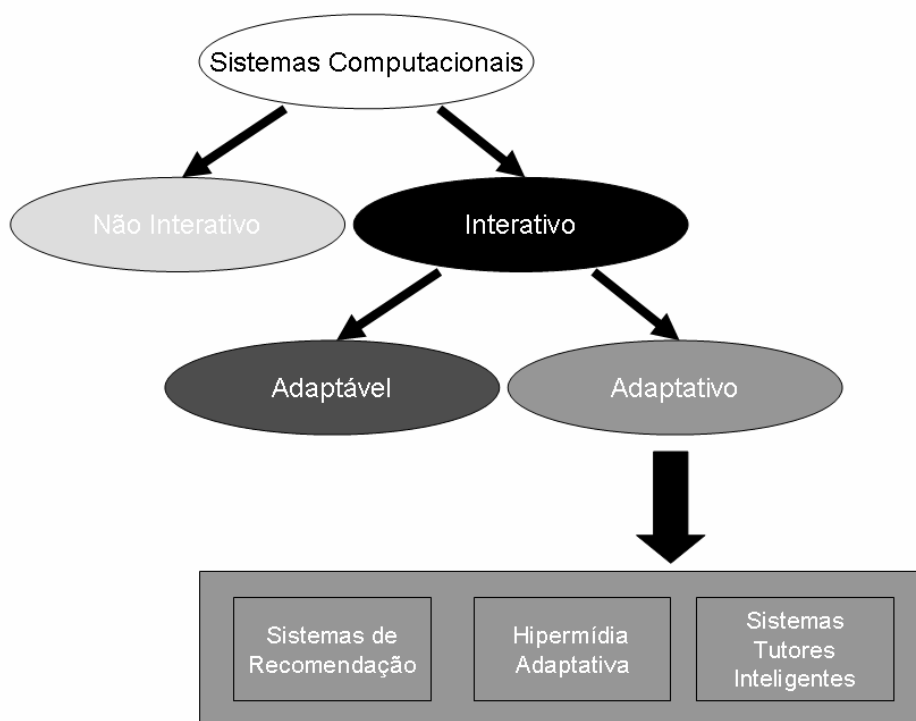 Sistemas Computacionais
Não Interativo
Interativo
Adaptável
Adaptativo
Sistemas de
Recomendação
Hipermídia
Adaptativa
Sistemas
Tutores
Inteligentes